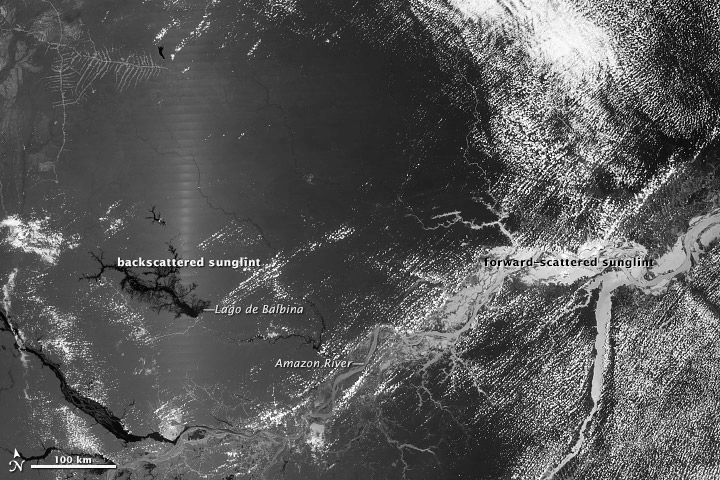 backscattered sunglint
forward-scattered sunglint
Lago de Balbina
Amazon River
N
100 km